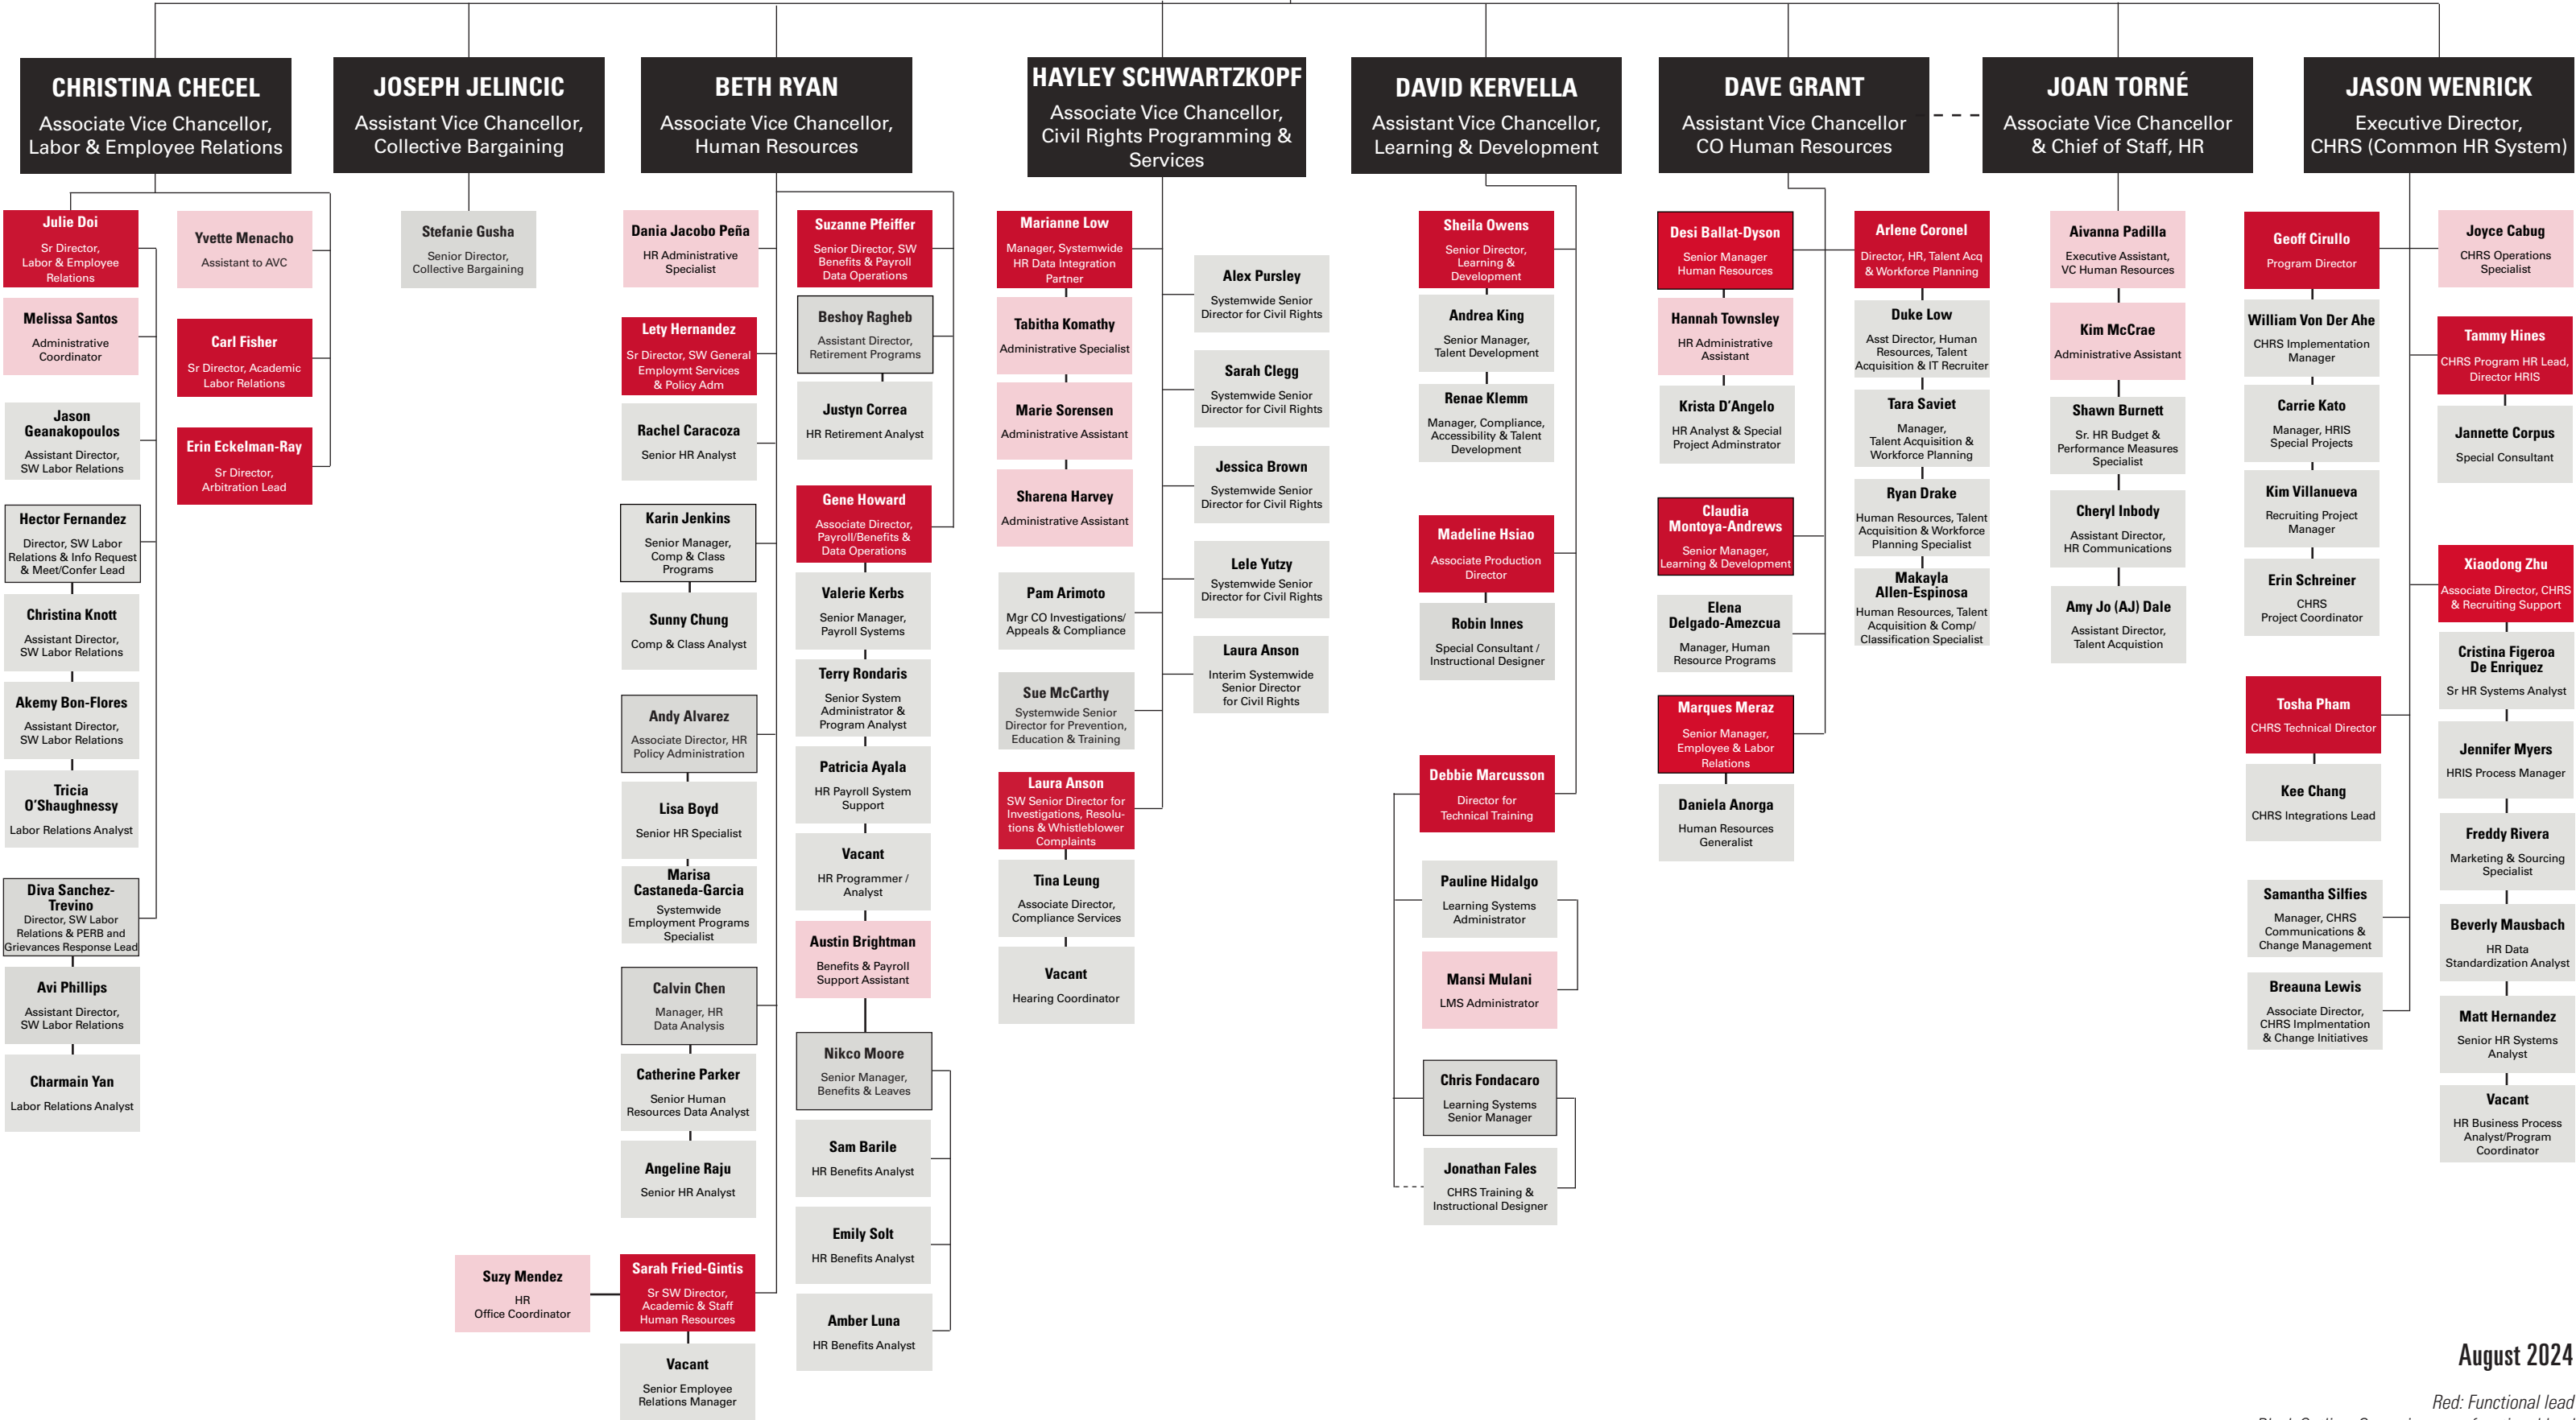 CHRISTINA CHECEL
Associate Vice Chancellor,
Labor & Employee Relations
JOSEPH JELINCIC
Assistant Vice Chancellor,
Collective Bargaining
BETH RYAN
Associate Vice Chancellor,
Human Resources
HAYLEY SCHWARTZKOPF
Associate Vice Chancellor,
Civil Rights Programming &
Services
DAVID KERVELLA
Assistant Vice Chancellor,
Learning & Development
DAVE GRANT
Assistant Vice Chancellor
CO Human Resources
JOAN TORNÉ
Associate Vice Chancellor
& Chief of Staff, HR
JASON WENRICK
Executive Director,
CHRS (Common HR System)
Julie Doi
Sr Director,
Labor & Employee
Relations
Melissa Santos
Administrative
Coordinator
Jason
Geanakopoulos
Assistant Director,
SW Labor Relations
Hector Fernandez
Director, SW Labor
Relations & Info Request
& Meet/Confer Lead
Christina Knott
Assistant Director,
SW Labor Relations
Akemy Bon-Flores
Assistant Director,
SW Labor Relations
Tricia
O'Shaughnessy
Labor Relations Analyst
Diva Sanchez-
Trevino
Director, SW Labor
Relations & PERB and
Grievances Response Lead
Avi Phillips
Assistant Director,
SW Labor Relations
Charmain Yan
Labor Relations Analyst
Yvette Menacho
Assistant to AVC
Carl Fisher
Sr Director, Academic
Labor Relations
Erin Eckelman-Ray
Sr Director,
Arbitration Lead
Stefanie Gusha
Senior Director,
Collective Bargaining
Dania Jacobo Peña
HR Administrative
Specialist
Lety Hernandez
Sr Director, SW General
Employmt Services
& Policy Adm
Rachel Caracoza
Senior HR Analyst
Karin Jenkins
Senior Manager,
Comp & Class
Programs
Sunny Chung
Comp & Class Analyst
Andy Alvarez
Associate Director, HR
Policy Administration
Lisa Boyd
Senior HR Specialist
Marisa
Castaneda-Garcia
Systemwide
Employment Programs
Specialist
Calvin Chen
Manager, HR
Data Analysis
Catherine Parker
Senior Human
Resources Data Analyst
Angeline Raju
Senior HR Analyst
Suzy Mendez
HR
Office Coordinator
Sarah Fried-Gintis
Sr SW Director,
Academic & Staff
Human Resources
Vacant
Senior Employee
Relations Manager
Suzanne Pfeiffer
Senior Director, SW
Benefits & Payroll
Data Operations
Beshoy Ragheb
Assistant Director,
Retirement Programs
Justyn Correa
HR Retirement Analyst
Gene Howard
Associate Director,
Payroll/Benefits &
Data Operations
Valerie Kerbs
Senior Manager,
Payroll Systems
Terry Rondaris
Senior System
Administrator &
Program Analyst
Patricia Ayala
HR Payroll System
Support
Vacant
HR Programmer /
Analyst
Austin Brightman
Benefits & Payroll
Support Assistant
Nikco Moore
Senior Manager,
Benefits & Leaves
Sam Barile
HR Benefits Analyst
Emily Solt
HR Benefits Analyst
Amber Luna
HR Benefits Analyst
Marianne Low
Manager, Systemwide
HR Data Integration
Partner
Tabitha Komathy
Administrative Specialist
Marie Sorensen
Administrative Assistant
Sharena Harvey
Administrative Assistant
Pam Arimoto
Mgr CO Investigations/
Appeals & Compliance
Sue McCarthy
Systemwide Senior
Director for Prevention,
Education & Training
Laura Anson
SW Senior Director for
Investigations, Resolu-
tions & Whistleblower
Complaints
Tina Leung
Associate Director,
Compliance Services
Vacant
Hearing Coordinator
Alex Pursley
Systemwide Senior
Director for Civil Rights
Sarah Clegg
Systemwide Senior
Director for Civil Rights
Jessica Brown
Systemwide Senior
Director for Civil Rights
Lele Yutzy
Systemwide Senior
Director for Civil Rights
Laura Anson
Interim Systemwide
Senior Director
for Civil Rights
Sheila Owens
Senior Director,
Learning &
Development
Andrea King
Senior Manager,
Talent Development
Renae Klemm
Manager, Compliance,
Accessibility & Talent
Development
Madeline Hsiao
Associate Production
Director
Robin Innes
Special Consultant /
Instructional Designer
Debbie Marcusson
Director for
Technical Training
Pauline Hidalgo
Learning Systems
Administrator
Mansi Mulani
LMS Administrator
Chris Fondacaro
Learning Systems
Senior Manager
Jonathan Fales
CHRS Training &
Instructional Designer
Desi Ballat-Dyson
Senior Manager
Human Resources
Hannah Townsley
HR Administrative
Assistant
Krista D'Angelo
HR Analyst & Special
Project Adminstrator
Claudia
Montoya-Andrews
Senior Manager,
Learning & Development
Elena
Delgado-Amezcua
Manager, Human
Resource Programs
Marques Meraz
Senior Manager,
Employee & Labor
Relations
Daniela Anorga
Human Resources
Generalist
Arlene Coronel
Director, HR, Talent Acq
& Workforce Planning
Duke Low
Asst Director, Human
Resources, Talent
Acquisition & IT Recruiter
Tara Saviet
Manager,
Talent Acquisition &
Workforce Planning
Ryan Drake
Human Resources, Talent
Acquisition & Workforce
Planning Specialist
Makayla
Allen-Espinosa
Human Resources, Talent
Acquisition & Comp/
Classification Specialist
Aivanna Padilla
Executive Assistant,
VC Human Resources
Kim McCrae
Administrative Assistant
Shawn Burnett
Sr. HR Budget &
Performance Measures
Specialist
Cheryl Inbody
Assistant Director,
HR Communications
Amy Jo (AJ) Dale
Assistant Director,
Talent Acquistion
Geoff Cirullo
Program Director
William Von Der Ahe
CHRS Implementation
Manager
Carrie Kato
Manager, HRIS
Special Projects
Kim Villanueva
Recruiting Project
Manager
Erin Schreiner
CHRS
Project Coordinator
Tosha Pham
CHRS Technical Director
Kee Chang
CHRS Integrations Lead
Samantha Silfies
Manager, CHRS
Communications &
Change Management
Breauna Lewis
Associate Director,
CHRS Implmentation
& Change Initiatives
Joyce Cabug
CHRS Operations
Specialist
Tammy Hines
CHRS Program HR Lead,
Director HRIS
Jannette Corpus
Special Consultant
Xiaodong Zhu
Associate Director, CHRS
& Recruiting Support
Cristina Figeroa
De Enriquez
Sr HR Systems Analyst
Jennifer Myers
HRIS Process Manager
Freddy Rivera
Marketing & Sourcing
Specialist
Beverly Mausbach
HR Data
Standardization Analyst
Matt Hernandez
Senior HR Systems
Analyst
Vacant
HR Business Process
Analyst/Program
Coordinator
August 2024
Red: Functional lead